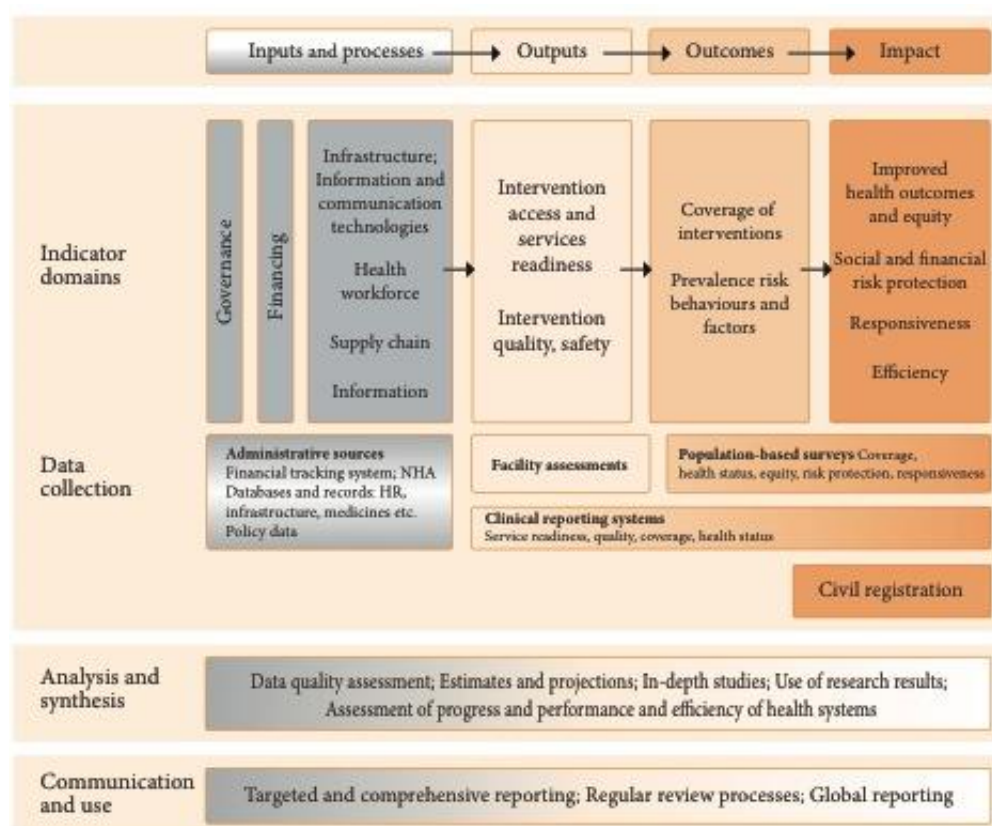 Inputs and processes
Outputs
Outcomes
Impact
Indicator
domains
Governance
Financing
Infrastructure;
Information and
communication
technologies
Health
workforce
Supply chain
Information
Intervention
access and
services
readiness
Intervention
quality, safety
Coverage of
interventions
Prevalence risk
behaviours and
factors
Improved
health outcomes
and equity
Social and financial
risk protection
Responsiveness
Efficiency
Data
collection
Administrative sources
Financial tracking system; NHA
Databases and records: HR,
infrastructure, medicines etc.
Policy data
Facility assessments
Population-based surveys Coverage,
health status, equity, risk protection, responsiveness
Clinical reporting systems
Service readiness, quality, coverage, health status
Civil registration
Analysis and
synthesis
Data quality assessment; Estimates and projections; In-depth studies; Use of research results;
Assessment of progress and performance and efficiency of health systems
Communication
and use
Targeted and comprehensive reporting; Regular review processes; Global reporting